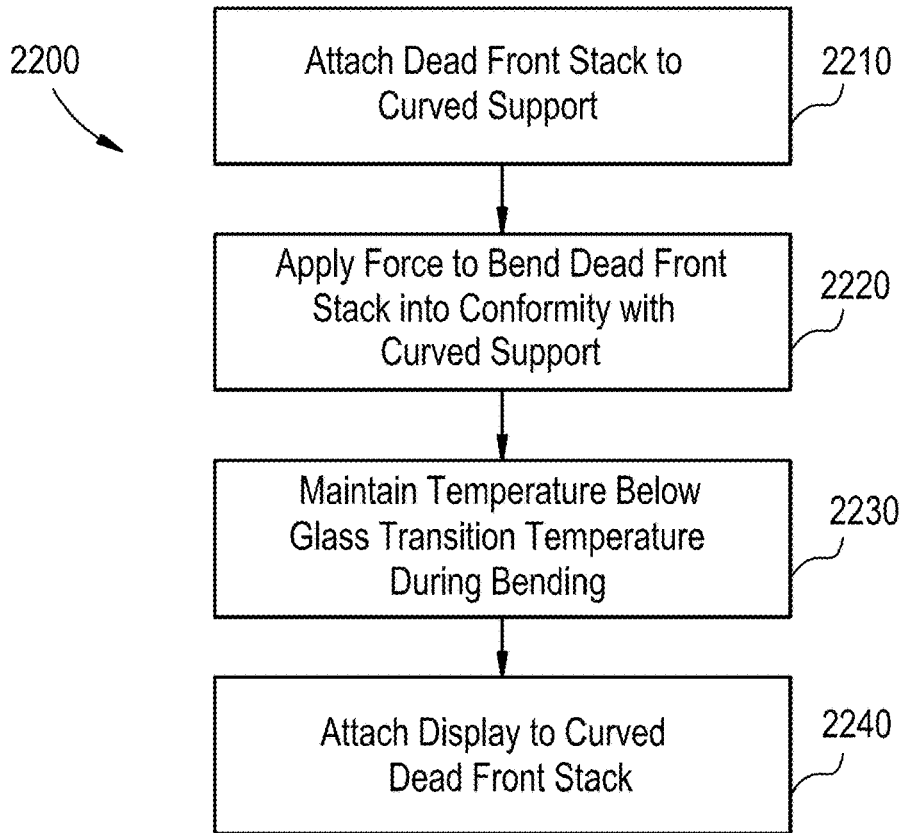 2200
Attach Dead Front Stack to
Curved Support
2210
Apply Force to Bend Dead Front
Stack into Conformity with
Curved Support
2220
Maintain Temperature Below
Glass Transition Temperature
During Bending
2230
Attach Display to Curved
Dead Front Stack
2240